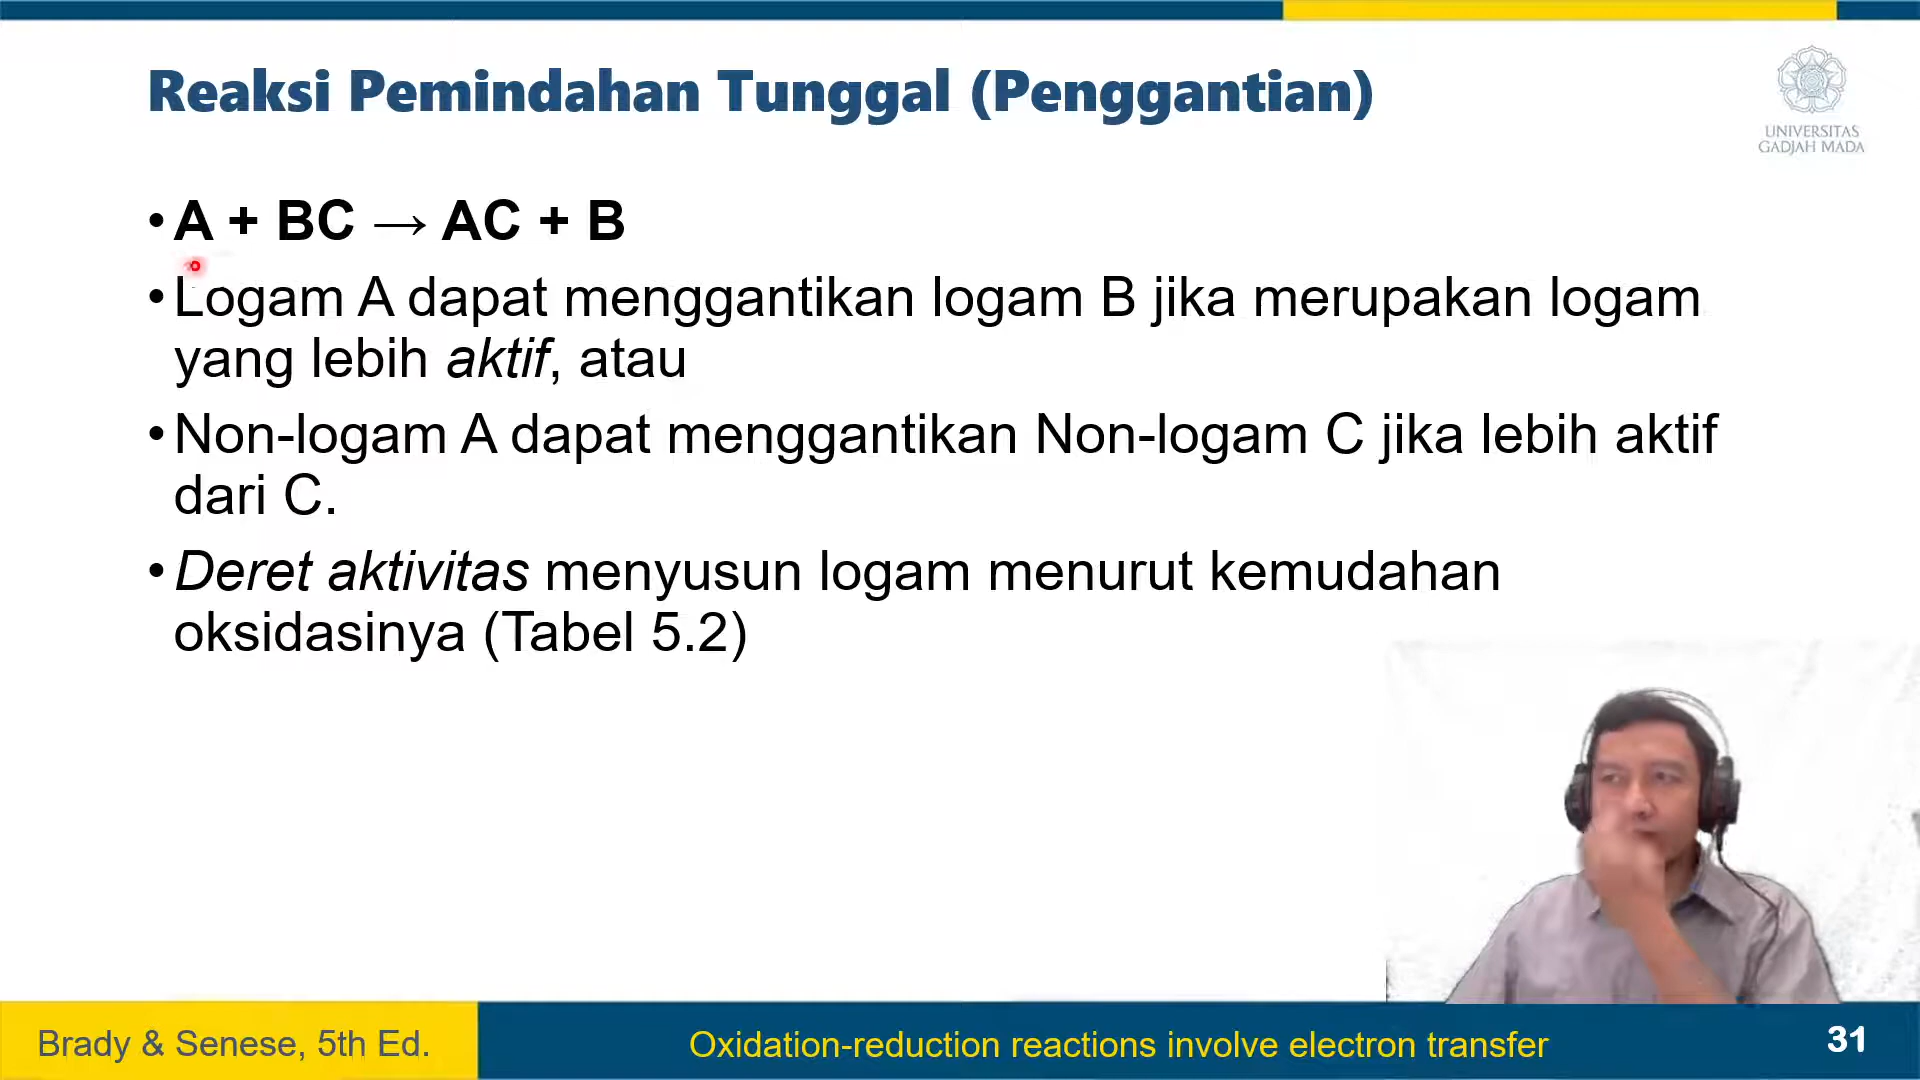 Reaksi Pemindahan Tunggal (Penggantian)
UNIVERSITAS
GADJAH MADA
•A + BC → AC + B
•Logam A dapat menggantikan logam B jika merupakan logam
yang lebih aktif, atau
•Non-logam A dapat menggantikan Non-logam C jika lebih aktif
dari C.
•Deret aktivitas menyusun logam menurut kemudahan
oksidasinya (Tabel 5.2)
Brady & Senese, 5th Ed.
Oxidation-reduction reactions involve electron transfer
31